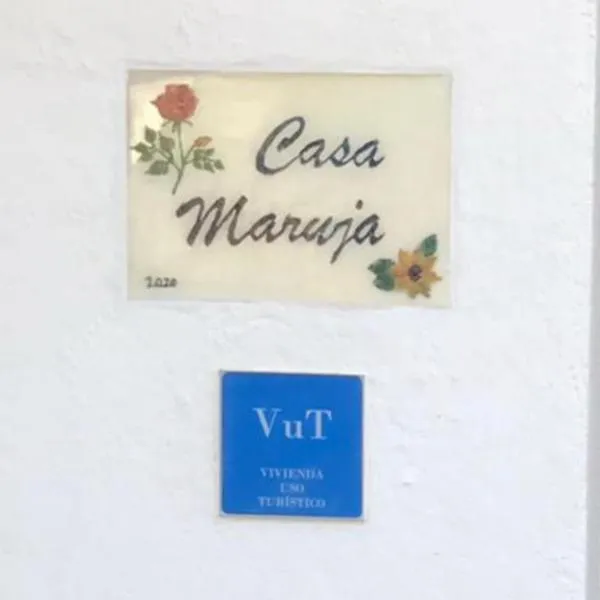 Casa
Maruja
2020
VuT
VIVIENDA
USO
TURÍSTICO